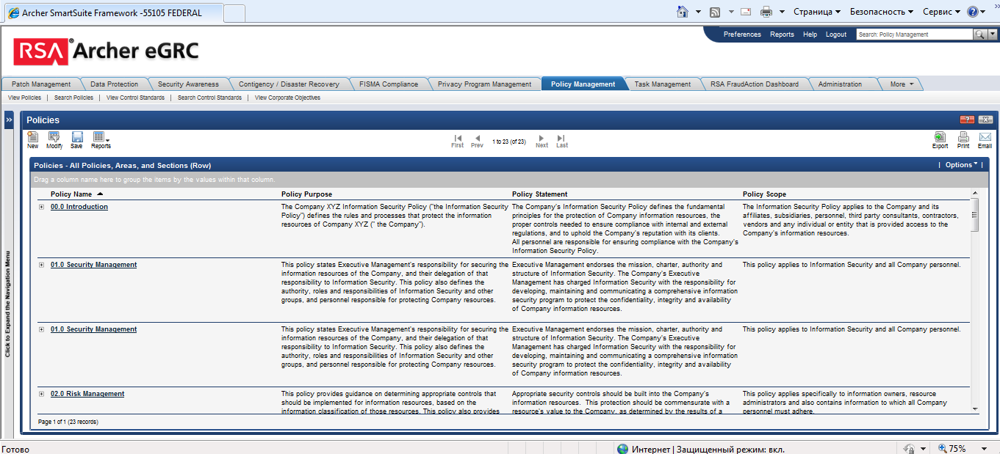 Archer SmartSuite Framework -55105 FEDERAL
Страница Безопасность Сервис
Preferences Reports Help Logout Search: Policy Management
RSA Archer eGRC
Patch Management Data Protection Security Awareness Contigency / Disaster Recovery FISMA Compliance Privacy Program Management Policy Management Task Management RSA FraudAction Dashboard Administration More
View Policies | Search Policies | View Control Standards | Search Control Standards | View Corporate Objectives
Policies
New Modify Save Reports First Prev 1 to 23 (of 23) Next Last Export Print Email
Policies - All Policies, Areas, and Sections (Row) | Options |
Drag a column name here to group the items by the values within that column.
Policy Name Policy Purpose Policy Statement Policy Scope
00.0 Introduction
The Company XYZ Information Security Policy ("the Information Security
Policy") defines the rules and processes that protect the information
resources of Company XYZ (" the Company").
The Company's Information Security Policy defines the fundamental
principles for the protection of Company information resources, the
proper controls needed to ensure compliance with internal and external
regulations, and to uphold the Company's reputation with its clients.
All personnel are responsible for ensuring compliance with the Company's
Information Security Policy.
The Information Security Policy applies to the Company and its
affiliates, subsidiaries, personnel, third party consultants, contractors,
vendors and any individual or entity that is provided access to the
Company's information resources.
01.0 Security Management
This policy states Executive Management's responsibility for securing the
information resources of the Company, and their delegation of that
responsibility to Information Security. This policy also defines the
authority, roles and responsibilities of Information Security and other
groups, and personnel responsible for protecting Company resources.
Executive Management endorses the mission, charter, authority and
structure of Information Security. The Company's Executive
Management has charged Information Security with the responsibility for
developing, maintaining and communicating a comprehensive information
security program to protect the confidentiality, integrity and availability
of Company information resources.
This policy applies to Information Security and all Company personnel.
01.0 Security Management
This policy states Executive Management's responsibility for securing the
information resources of the Company, and their delegation of that
responsibility to Information Security. This policy also defines the
authority, roles and responsibilities of Information Security and other
groups, and personnel responsible for protecting Company resources.
Executive Management endorses the mission, charter, authority and
structure of Information Security. The Company's Executive
Management has charged Information Security with the responsibility for
developing, maintaining and communicating a comprehensive information
security program to protect the confidentiality, integrity and availability
of Company information resources.
This policy applies to Information Security and all Company personnel.
02.0 Risk Management
This policy provides guidance on determining appropriate controls that
should be implemented for information resources, based on the
information classification of those resources. This policy also provides
Appropriate security controls should be built into the Company's
information resources. This protection should be commensurate with a
resource's value to the Company, as determined by the results of a
This policy applies specifically to information owners, resource
administrators and also contains information to which all Company
personnel must adhere.
Page 1 of 1 (23 records)
Click to Expand the Navigation Menu
Готово Интернет | Защищенный режим: вкл. 75%